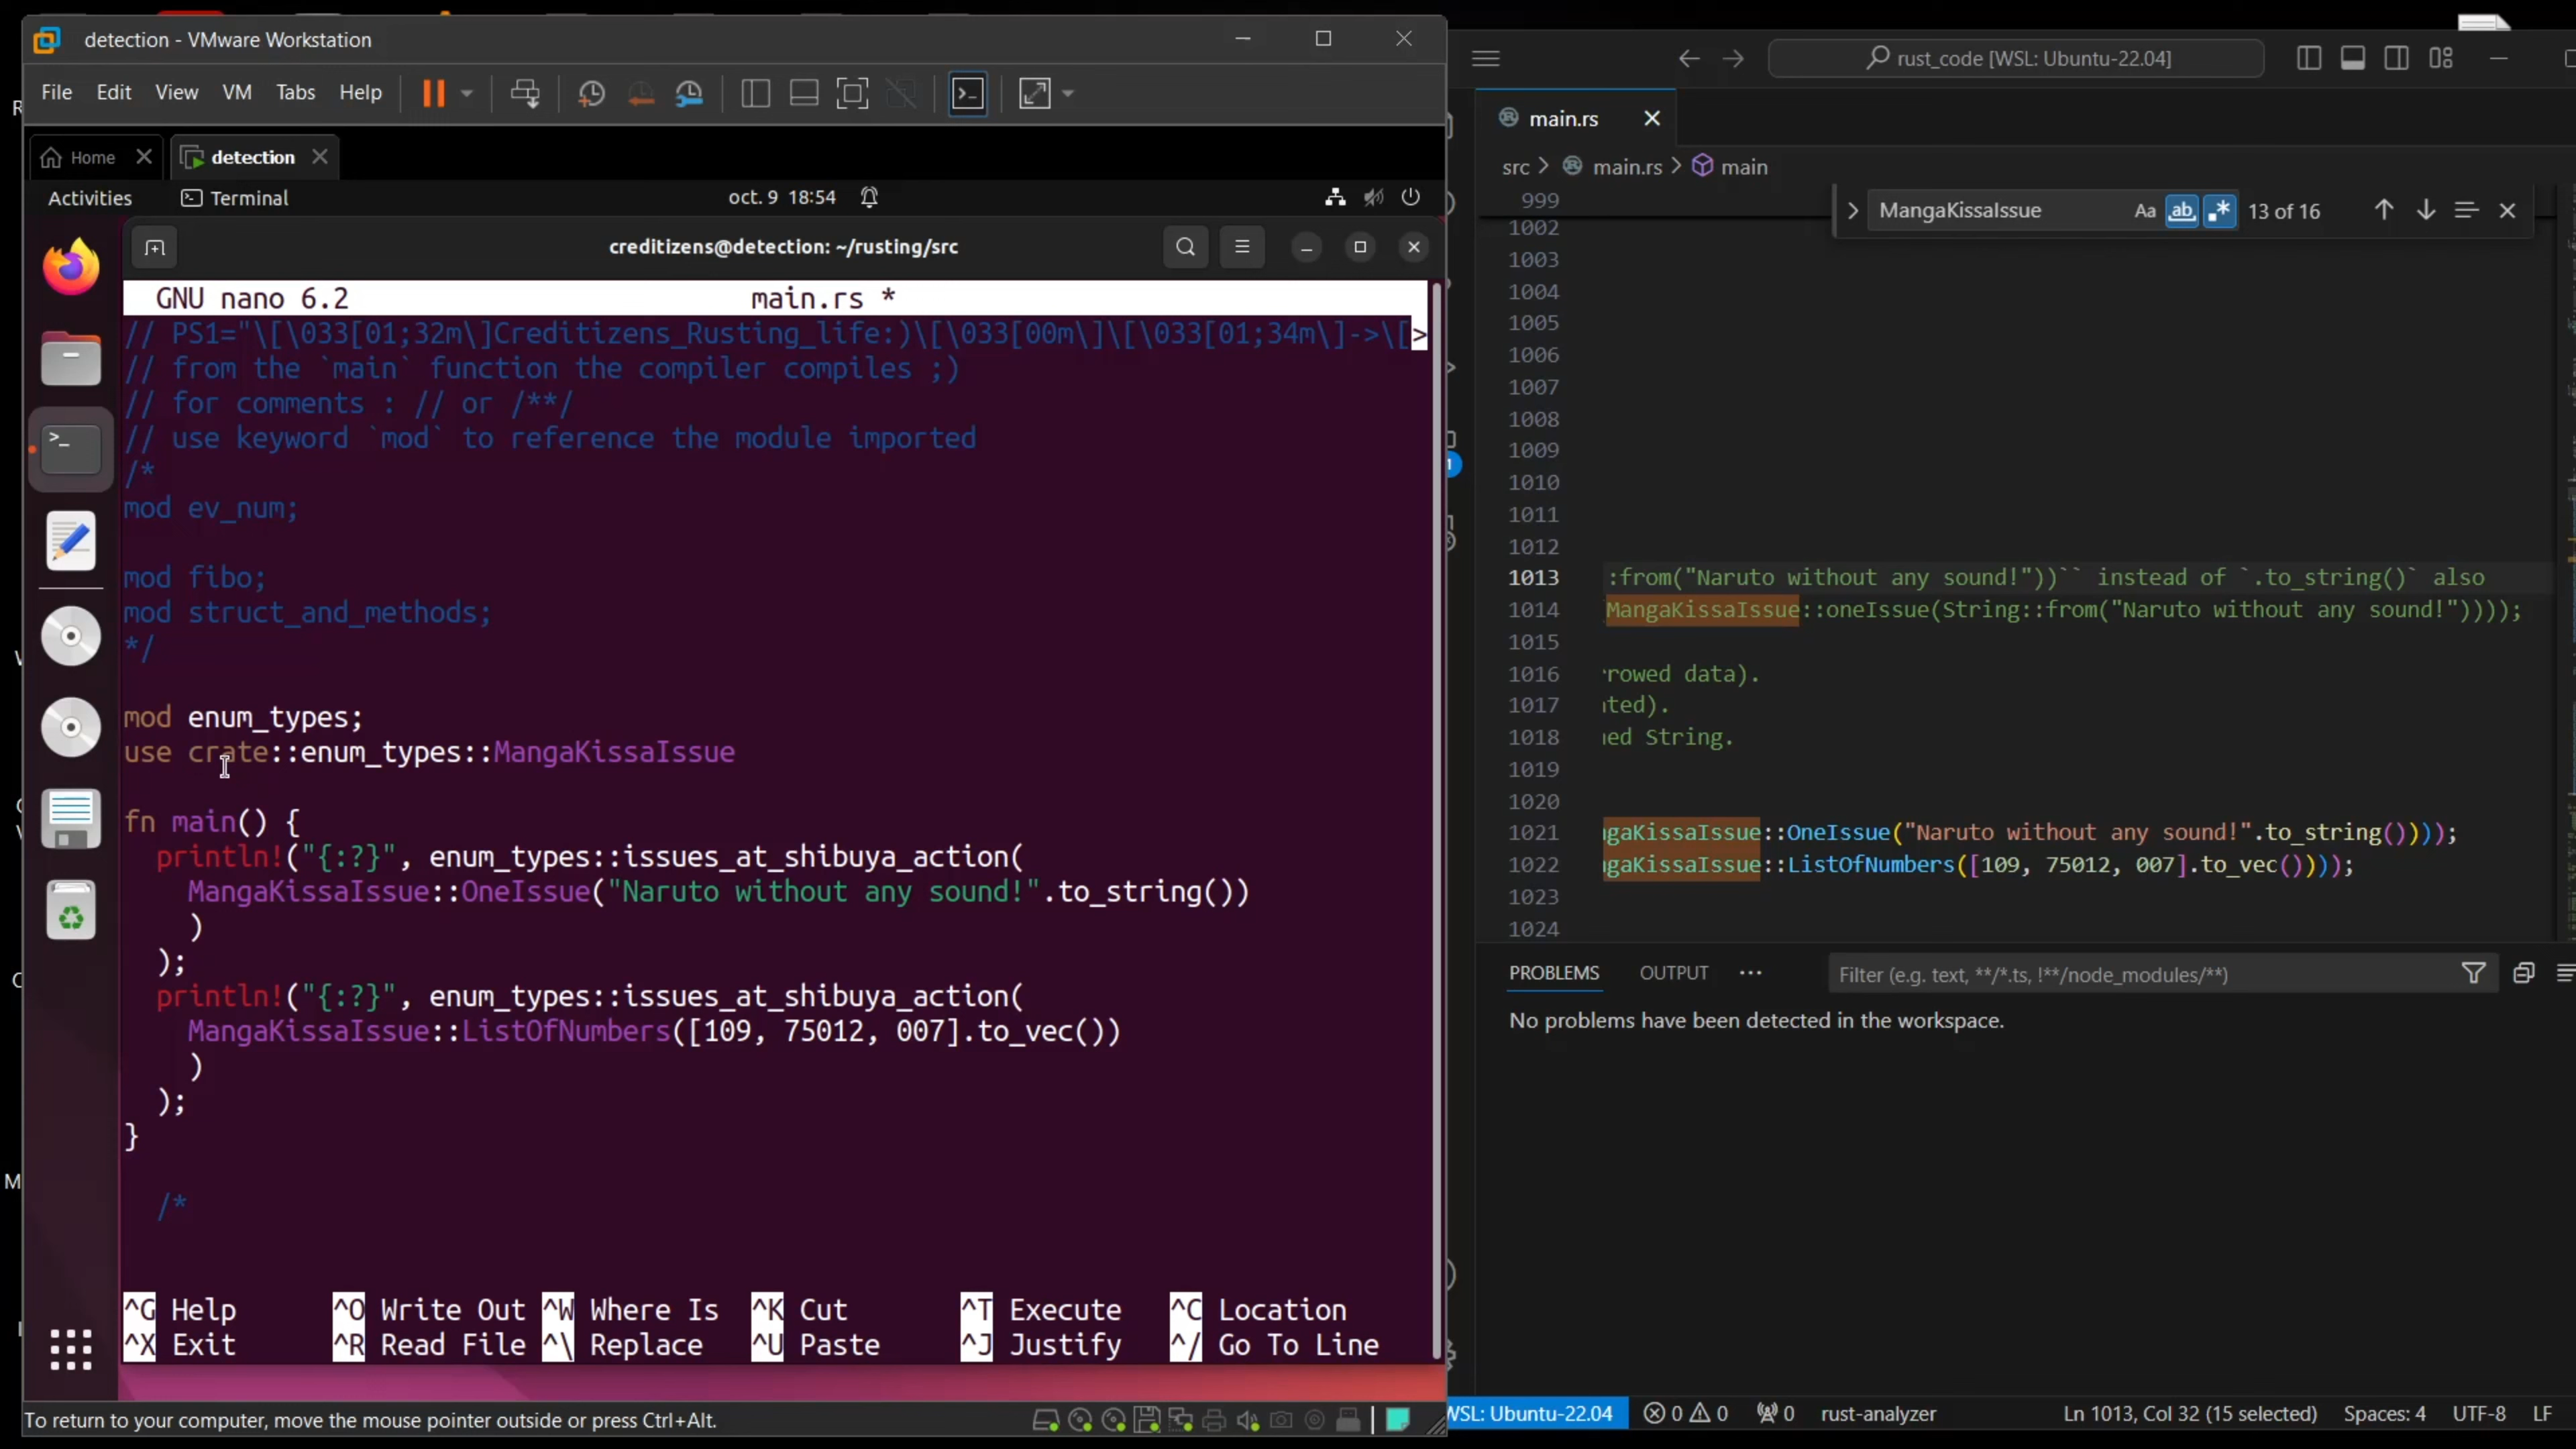 detection - VMware Workstation
File Edit View VM Tabs Help
Home
detection
Activities
Terminal
oct. 9 18:54
creditizens@detection: ~/rusting/src
GNU nano 6.2 main.rs *
// PS1="\[\033[01;32m\]Creditizens_Rusting_life:)\[\033[00m\]\[\033[01;34m\]->\[>
// from the `main` function the compiler compiles ;)
// for comments : // or /**/
// use keyword `mod` to reference the module imported
/*
mod ev_num;
mod fibo;
mod struct_and_methods;
*/
mod enum_types;
use crate::enum_types::MangaKissaIssue
fn main() {
println!("{:?}", enum_types::issues_at_shibuya_action(
MangaKissaIssue::OneIssue("Naruto without any sound!".to_string())
)
);
println!("{:?}", enum_types::issues_at_shibuya_action(
MangaKissaIssue::ListOfNumbers([109, 75012, 007].to_vec())
)
);
}
/*
^G Help ^O Write Out ^W Where Is ^K Cut ^T Execute ^C Location
^X Exit ^R Read File ^\ Replace ^U Paste ^J Justify ^/ Go To Line
To return to your computer, move the mouse pointer outside or press Ctrl+Alt.
rust_code [WSL: Ubuntu-22.04]
main.rs
src > main.rs > main
MangaKissaIssue Aa ab 13 of 16
999
1002
1003
1004
1005
1006
1007
1008
1009
1010
1011
1012
1013 :from("Naruto without any sound!"))`` instead of `.to_string()` also
1014 MangaKissaIssue::oneIssue(String::from("Naruto without any sound!"))));
1015
1016 rrowed data).
1017 ited).
1018 ned String.
1019
1020
1021 gaKissaIssue::OneIssue("Naruto without any sound!".to_string())));
1022 gaKissaIssue::ListOfNumbers([109, 75012, 007].to_vec())));
1023
1024
PROBLEMS OUTPUT ...
Filter (e.g. text, **/*.ts, !**/node_modules/**)
No problems have been detected in the workspace.
WSL: Ubuntu-22.04 0 0 0 rust-analyzer Ln 1013, Col 32 (15 selected) Spaces: 4 UTF-8 LF